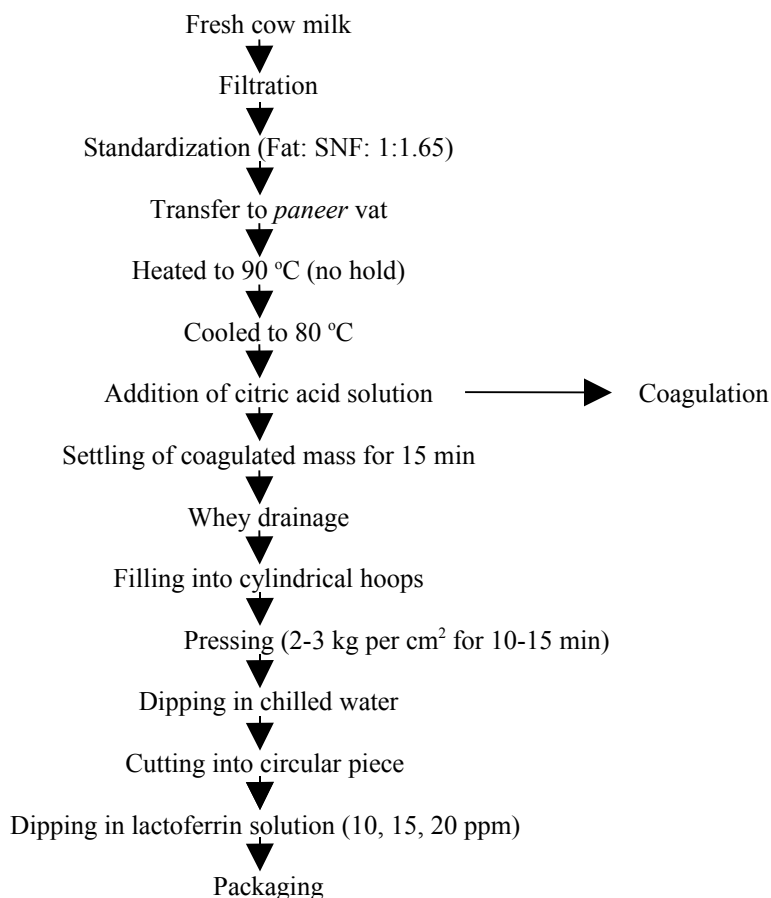 Fresh cow milk
Filtration
Standardization (Fat: SNF: 1:1.65)
Transfer to paneer vat
Heated to 90 °C (no hold)
Cooled to 80 °C
Addition of citric acid solution
Coagulation
Settling of coagulated mass for 15 min
Whey drainage
Filling into cylindrical hoops
Pressing (2-3 kg per cm² for 10-15 min)
Dipping in chilled water
Cutting into circular piece
Dipping in lactoferrin solution (10, 15, 20 ppm)
Packaging